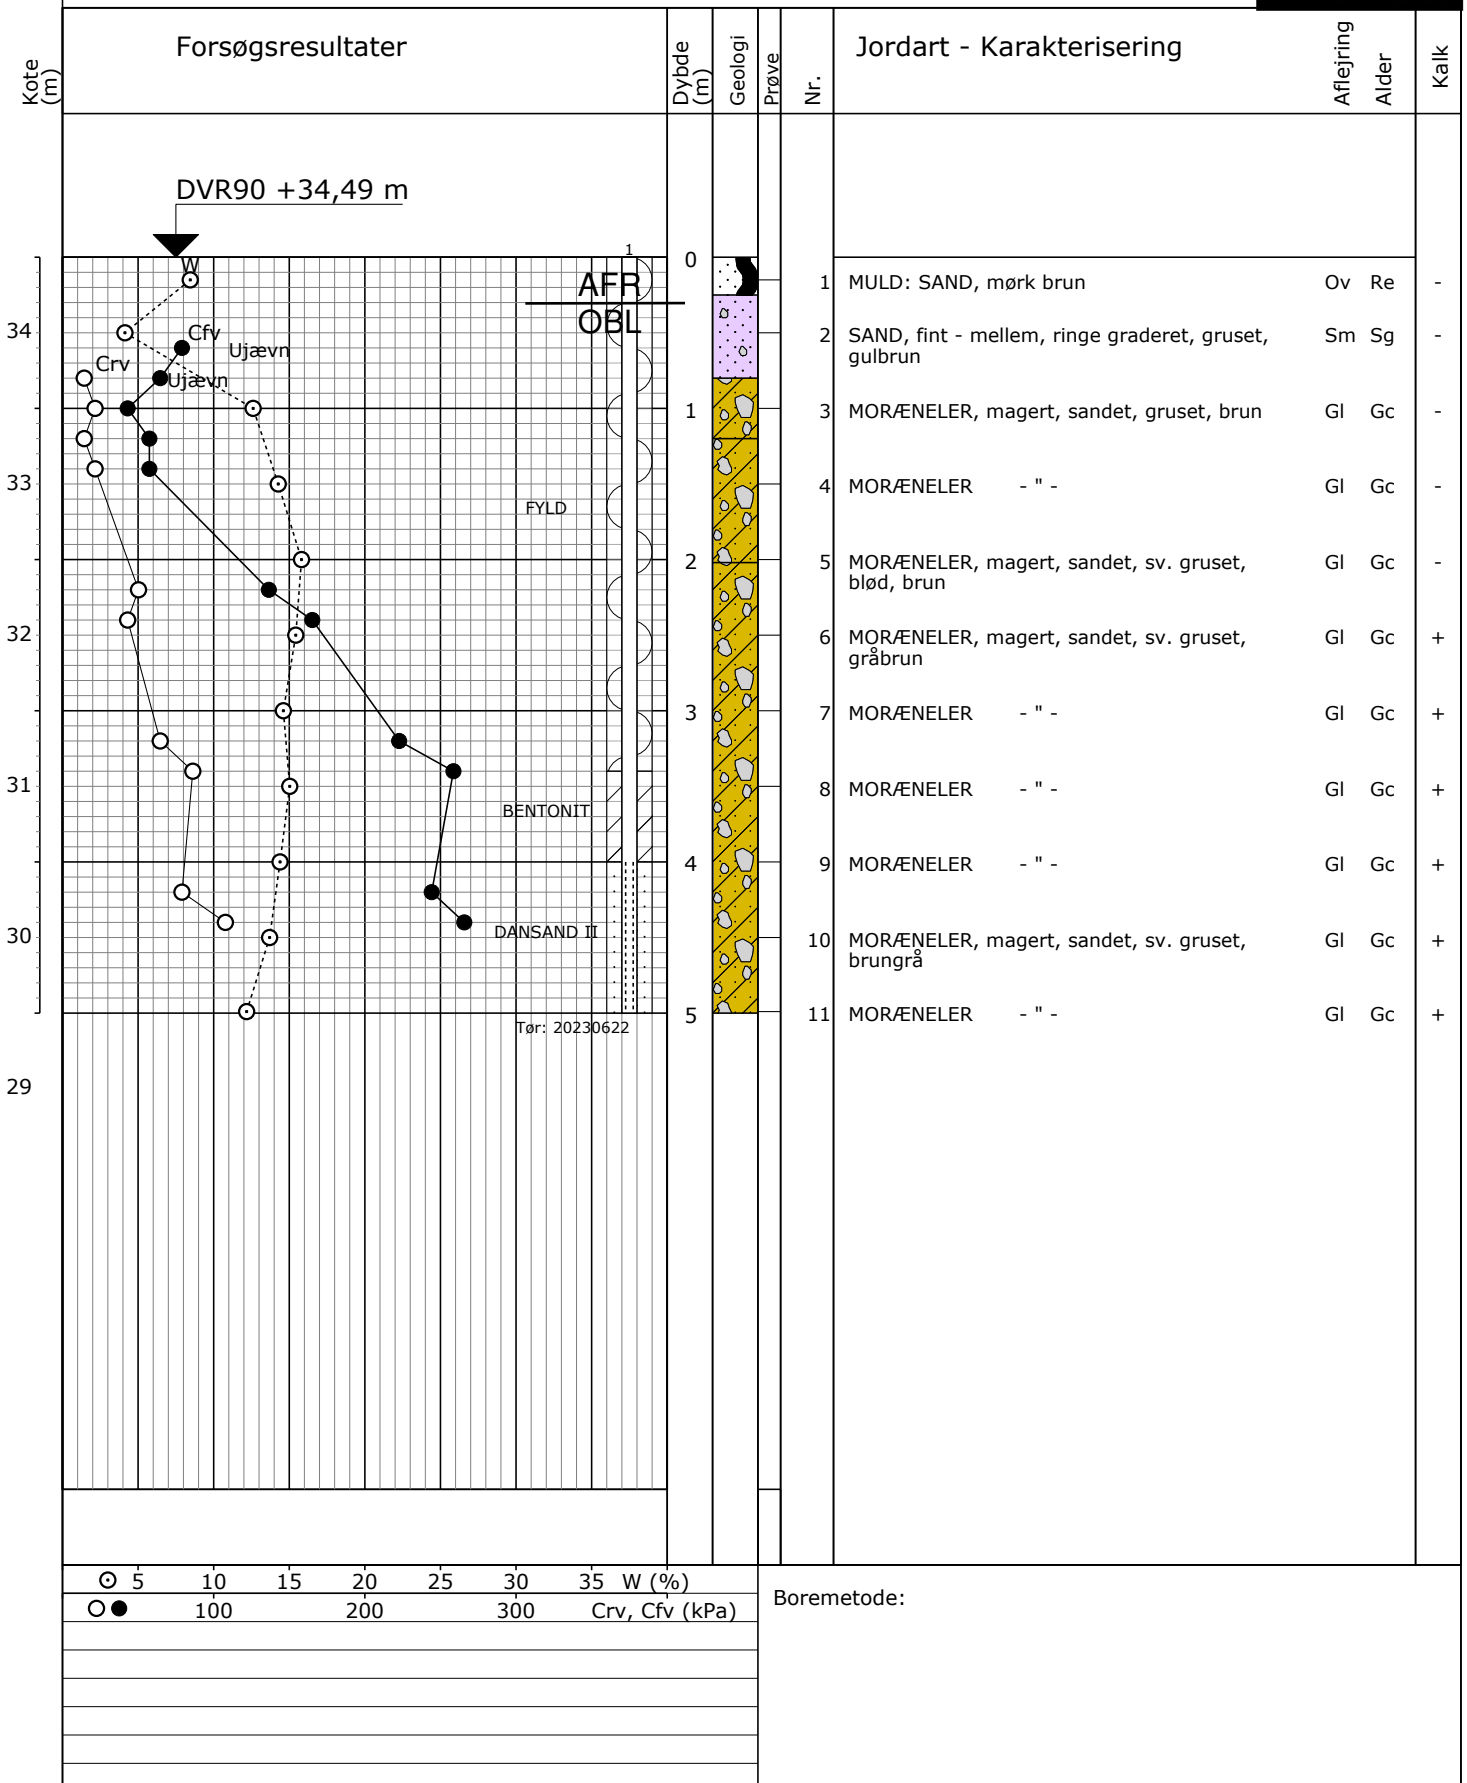 Kote (m)
Forsøgsresultater
Dybde (m)
Geologi
Prøve
Nr.
Jordart - Karakterisering
Aflejring
Alder
Kalk
DVR90 +34,49 m
1
W
0
AFR
1 MULD: SAND, mørk brun Ov Re -
OBL
34
Cfv
2 SAND, fint - mellem, ringe graderet, gruset, Sm Sg -
gulbrun
Ujævn
Crv
Ujævn
1
3 MORÆNELER, magert, sandet, gruset, brun Gl Gc -
33
4 MORÆNELER - " - Gl Gc -
FYLD
2
5 MORÆNELER, magert, sandet, sv. gruset, Gl Gc -
blød, brun
32
6 MORÆNELER, magert, sandet, sv. gruset, Gl Gc +
gråbrun
3
7 MORÆNELER - " - Gl Gc +
31
8 MORÆNELER - " - Gl Gc +
BENTONIT
4
9 MORÆNELER - " - Gl Gc +
30
DANSAND II
10 MORÆNELER, magert, sandet, sv. gruset, Gl Gc +
brungrå
5
11 MORÆNELER - " - Gl Gc +
Tør: 20230622
29
5 10 15 20 25 30 35 W (%)
100 200 300 Crv, Cfv (kPa)
Boremetode: